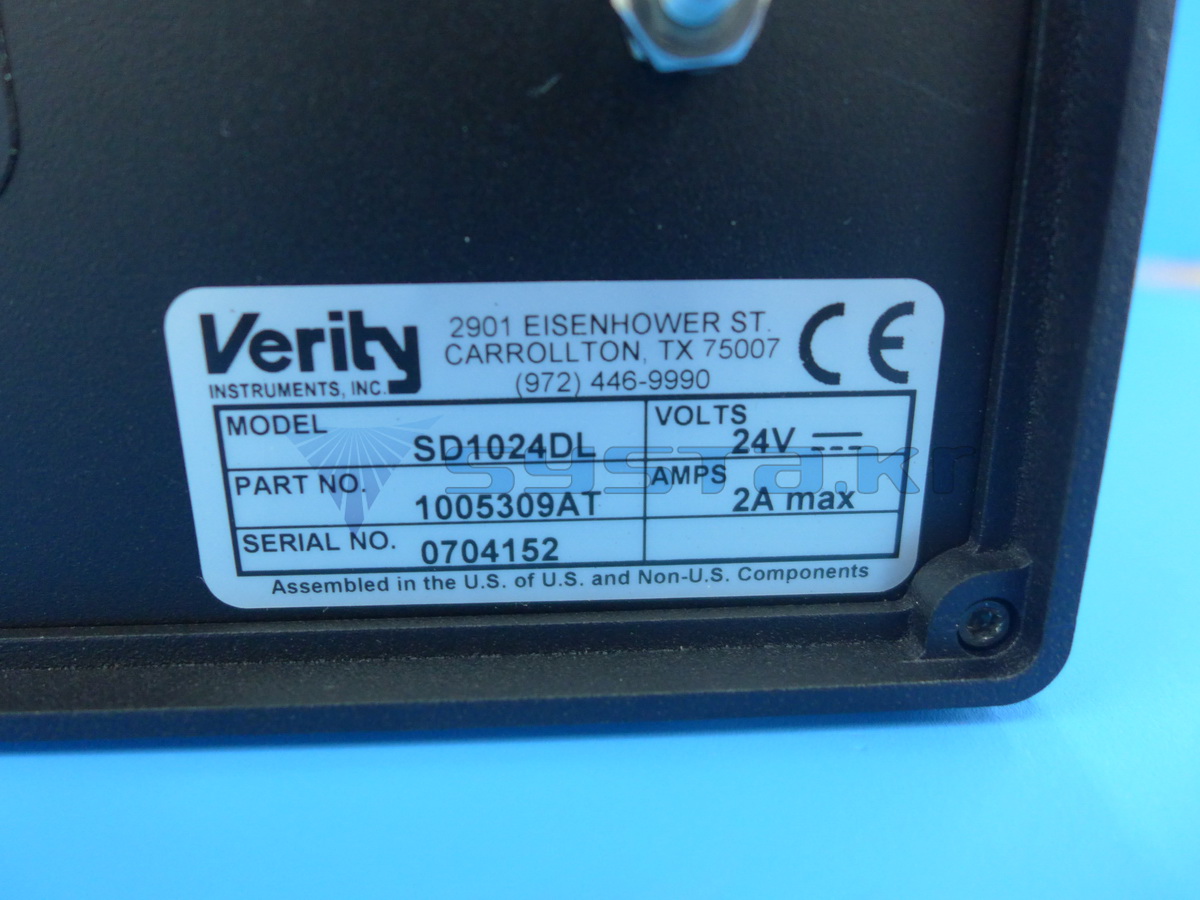 Verity
INSTRUMENTS, INC.
2901 EISENHOWER ST.
CARROLLTON, TX 75007
(972) 446-9990
CE
MODEL SD1024DL
VOLTS 24V
PART NO. 1005309AT
AMPS 2A max
SERIAL NO. 0704152
Assembled in the U.S. of U.S. and Non-U.S. Components
systa.kr